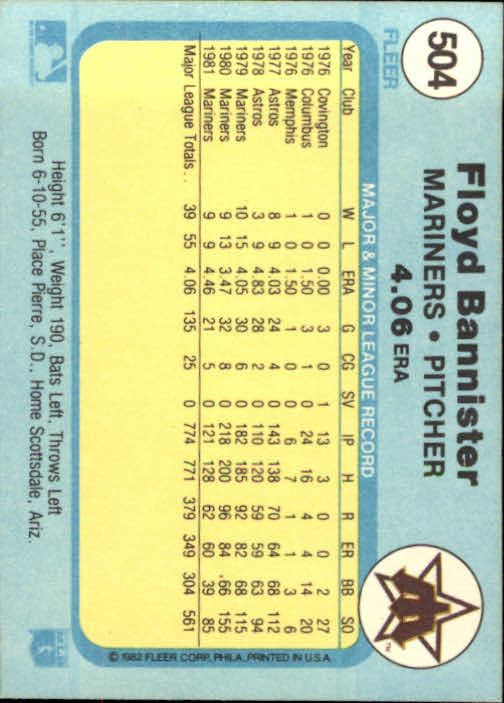 504
FLEER
Floyd Bannister
MARINERS • PITCHER
4.06 ERA
MAJOR & MINOR LEAGUE RECORD
Year Club W L ERA G CG SV IP H R ER BB SO
1976 Covington 0 0 0.00 3 0 1 13 3 0 0 2 27
1976 Columbus 1 0 1.50 3 1 0 24 16 4 4 14 20
1976 Memphis 1 0 1.50 1 0 0 6 7 1 1 3 6
1977 Astros 8 9 4.03 24 4 0 143 138 70 64 68 112
1978 Astros 3 9 4.83 28 2 0 110 120 59 59 63 94
1979 Mariners 10 15 4.05 30 6 0 182 185 92 82 68 115
1980 Mariners 9 13 3.47 32 8 0 218 200 96 84 .66 155
1981 Mariners 9 9 4.46 21 5 0 121 128 62 60 39 85
Major League Totals . . 39 55 4.06 135 25 0 774 771 379 349 304 561
© 1982 FLEER CORP., PHILA. PRINTED IN U.S.A.
Height 6'1", Weight 190, Bats Left, Throws Left
Born 6-10-55, Place Pierre, S.D., Home Scottsdale, Ariz.